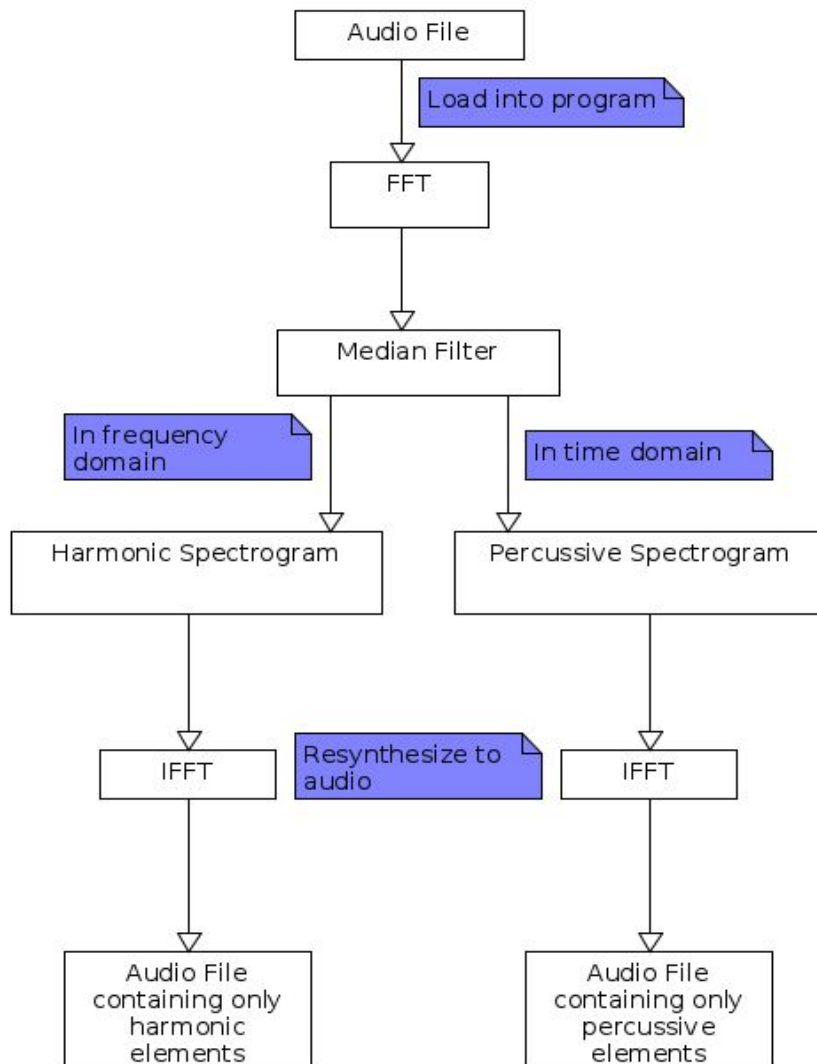 Audio File
Load into program
FFT
Median Filter
In frequency
domain
In time domain
Harmonic Spectrogram
Percussive Spectrogram
IFFT
Resynthesize to
audio
IFFT
Audio File
containing only
harmonic
elements
Audio File
containing only
percussive
elements